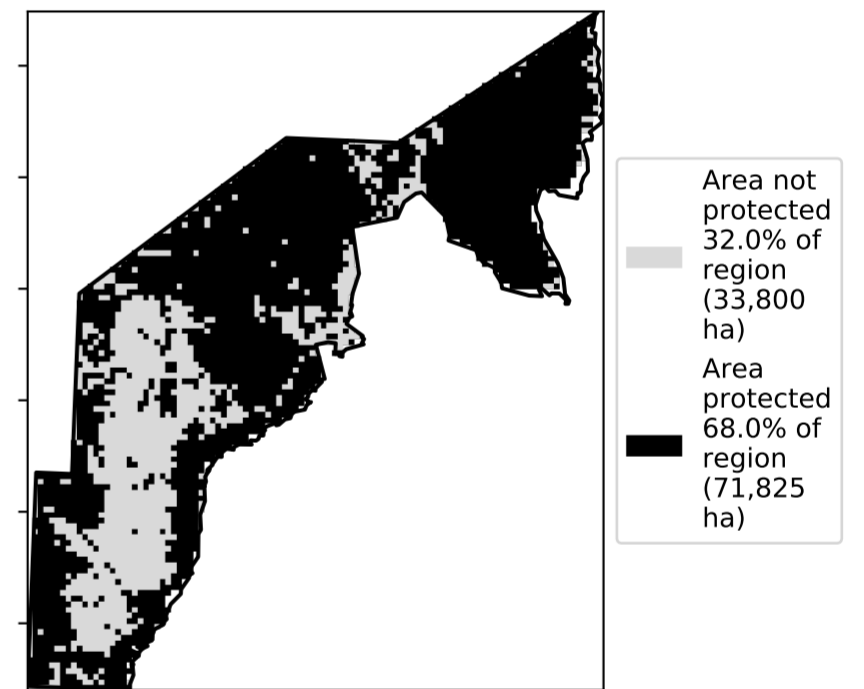 Area not
protected
32.0% of
region
(33,800
ha)
Area
protected
68.0% of
region
(71,825
ha)